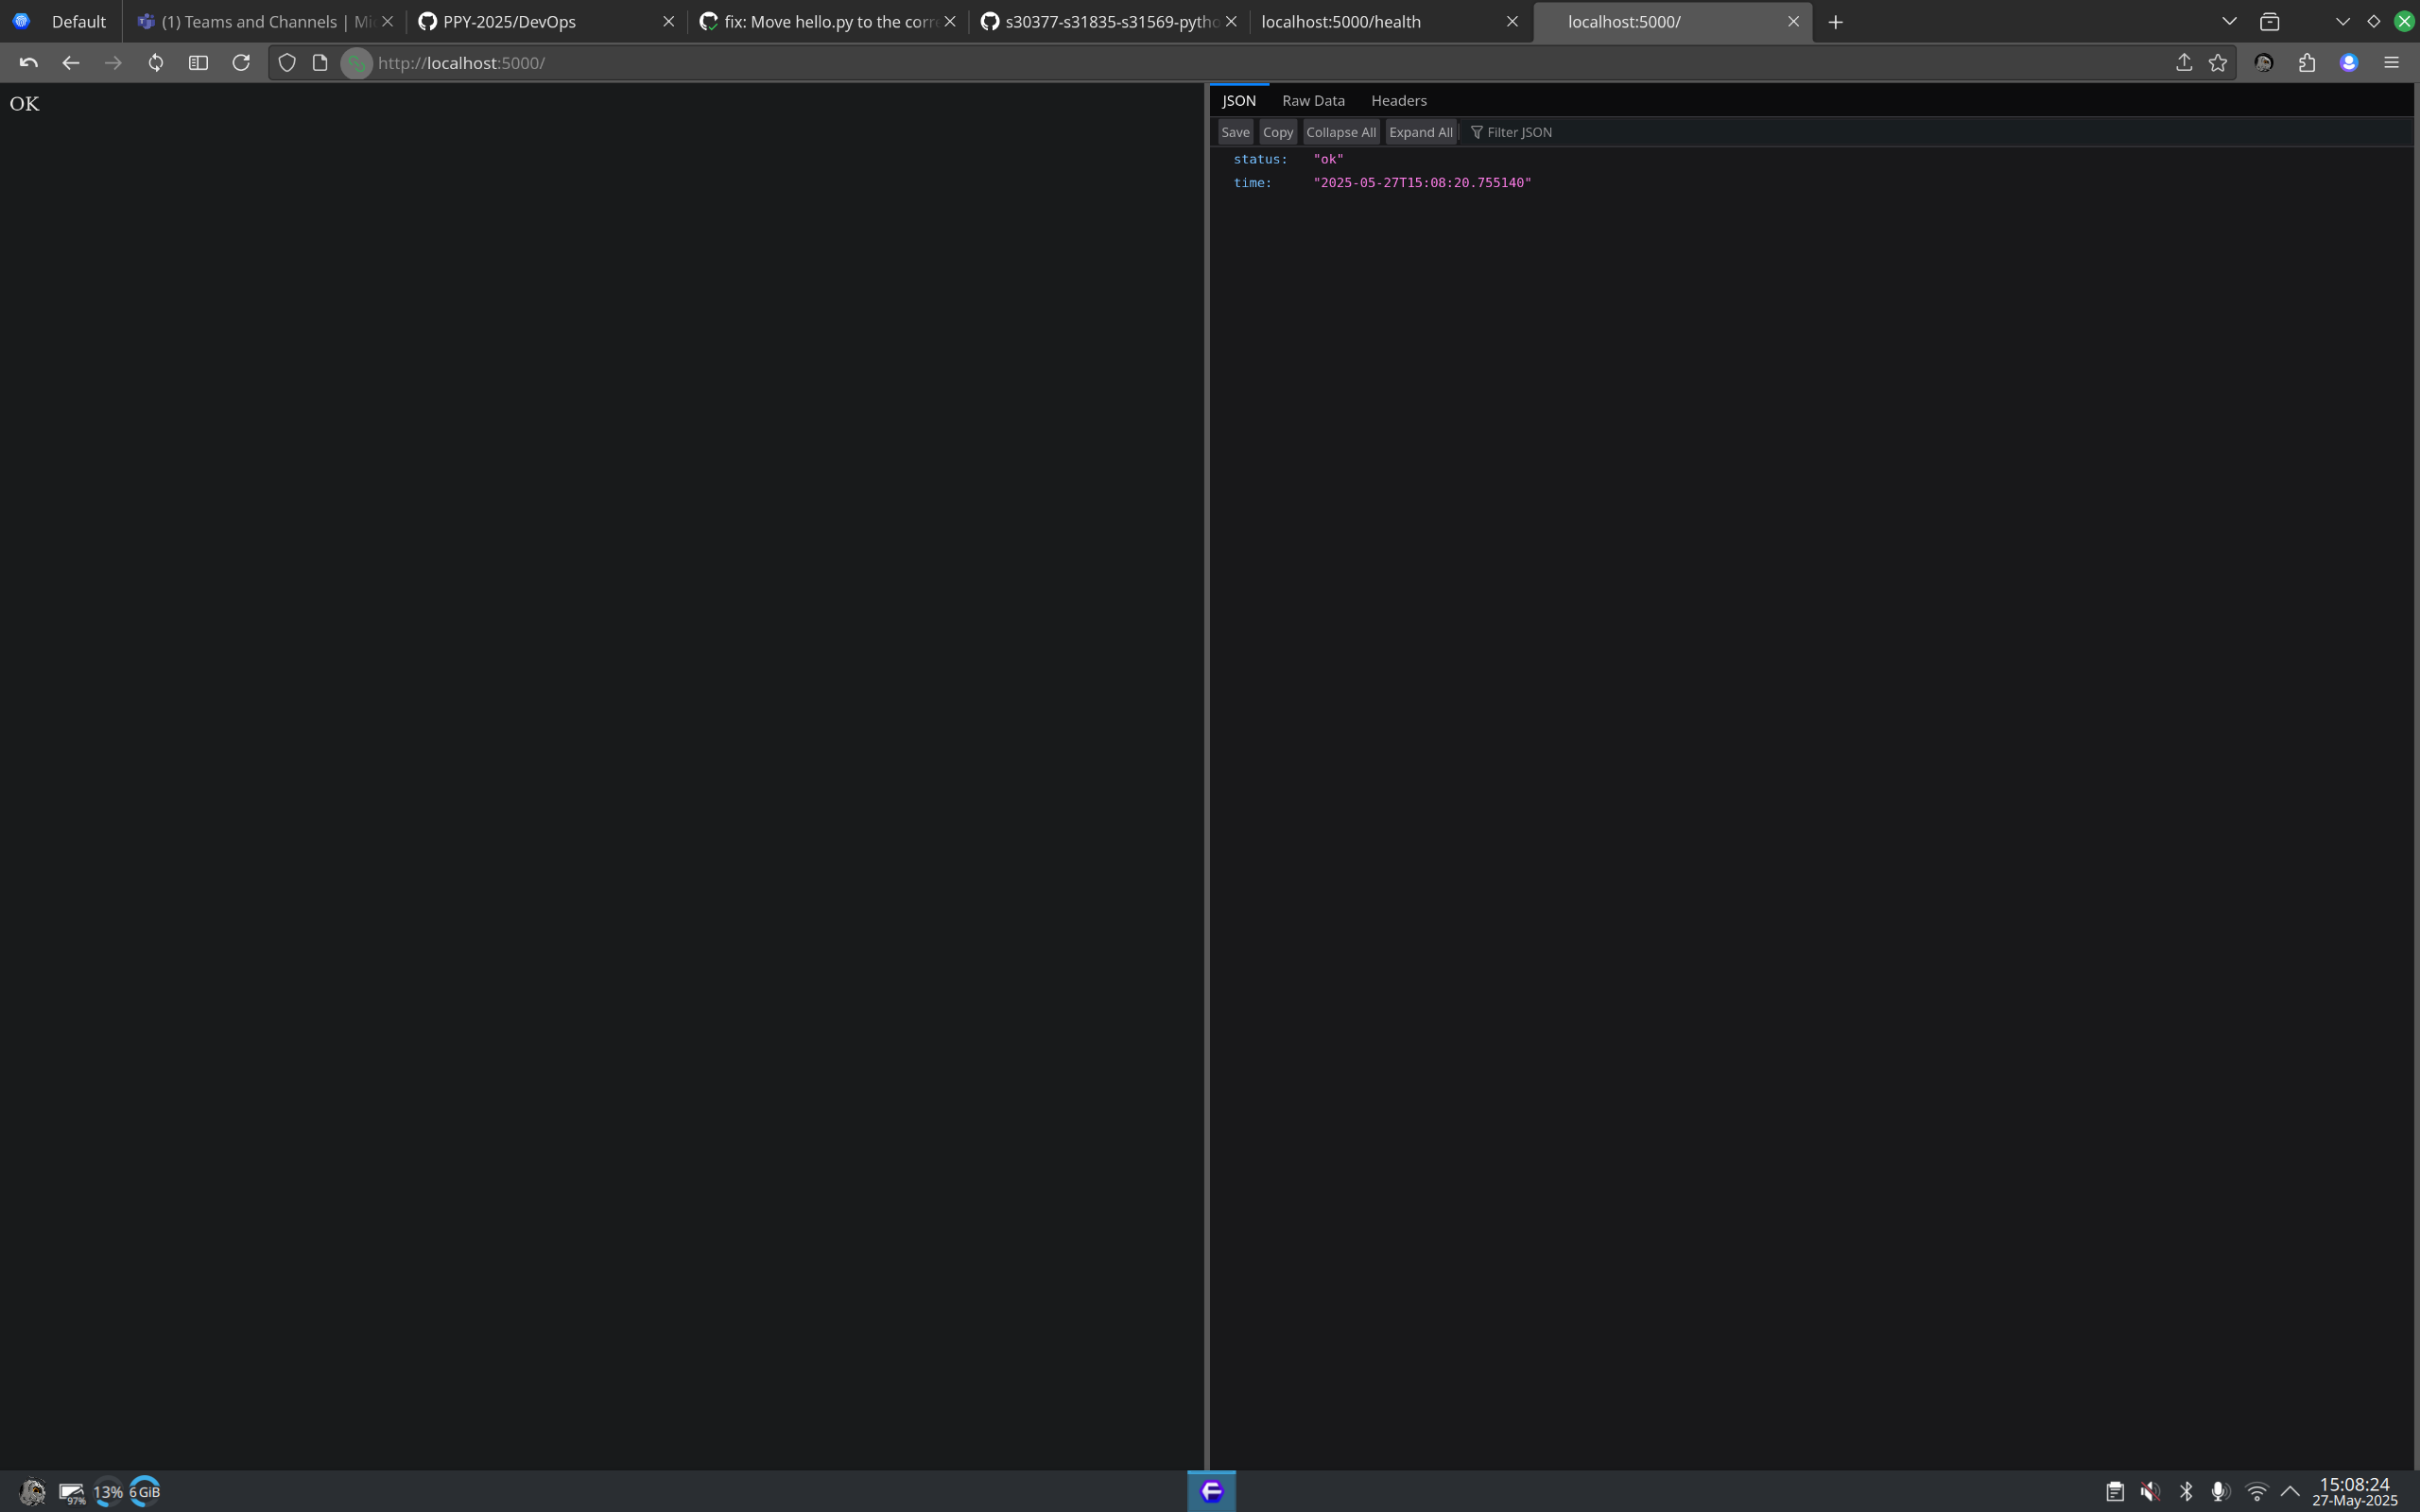 Default
(1) Teams and Channels | Mi
PPY-2025/DevOps
fix: Move hello.py to the corre
s30377-s31835-s31569-pytho
localhost:5000/health
localhost:5000/
http://localhost:5000/
OK
JSON Raw Data Headers
Save Copy Collapse All Expand All Filter JSON
status: "ok"
time: "2025-05-27T15:08:20.755140"
97% 13% 6 GiB
15:08:24
27-May-2025